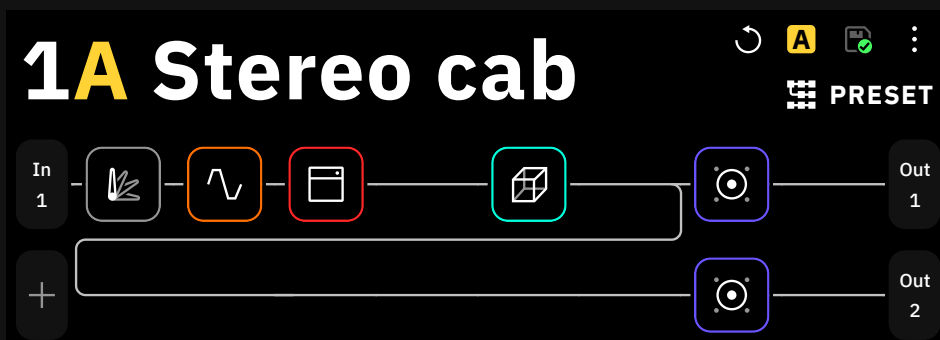 1A Stereo cab
A
PRESET
In
1
Out
1
Out
2